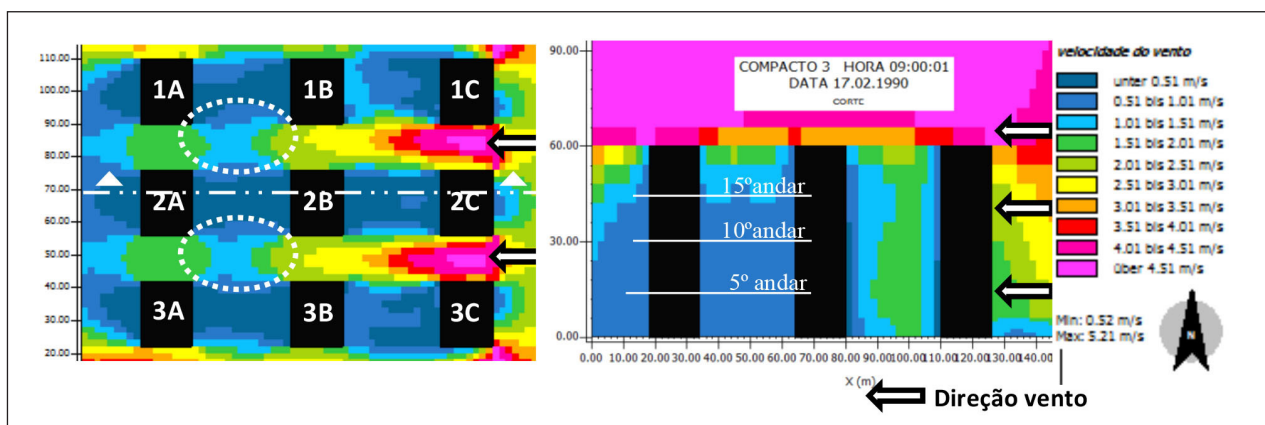 110.00
100.00
90.00
80.00
70.00
60.00
50.00
40.00
30.00
20.00
1A 1B 1C
2A 2B 2C
3A 3B 3C
90.00
60.00
30.00
0.00
COMPACTO 3 HORA 09:00:01
DATA 17.02.1990
CORTE
15º andar
10º andar
5º andar
0.00 10.00 20.00 30.00 40.00 50.00 60.00 70.00 80.00 90.00 100.00 110.00 120.00 130.00 140.00
X (m)
Direção vento
velocidade do vento
unter 0.51 m/s
0.51 bis 1.01 m/s
1.01 bis 1.51 m/s
1.51 bis 2.01 m/s
2.01 bis 2.51 m/s
2.51 bis 3.01 m/s
3.01 bis 3.51 m/s
3.51 bis 4.01 m/s
4.01 bis 4.51 m/s
über 4.51 m/s
Min: 0.52 m/s
Max: 5.21 m/s
N